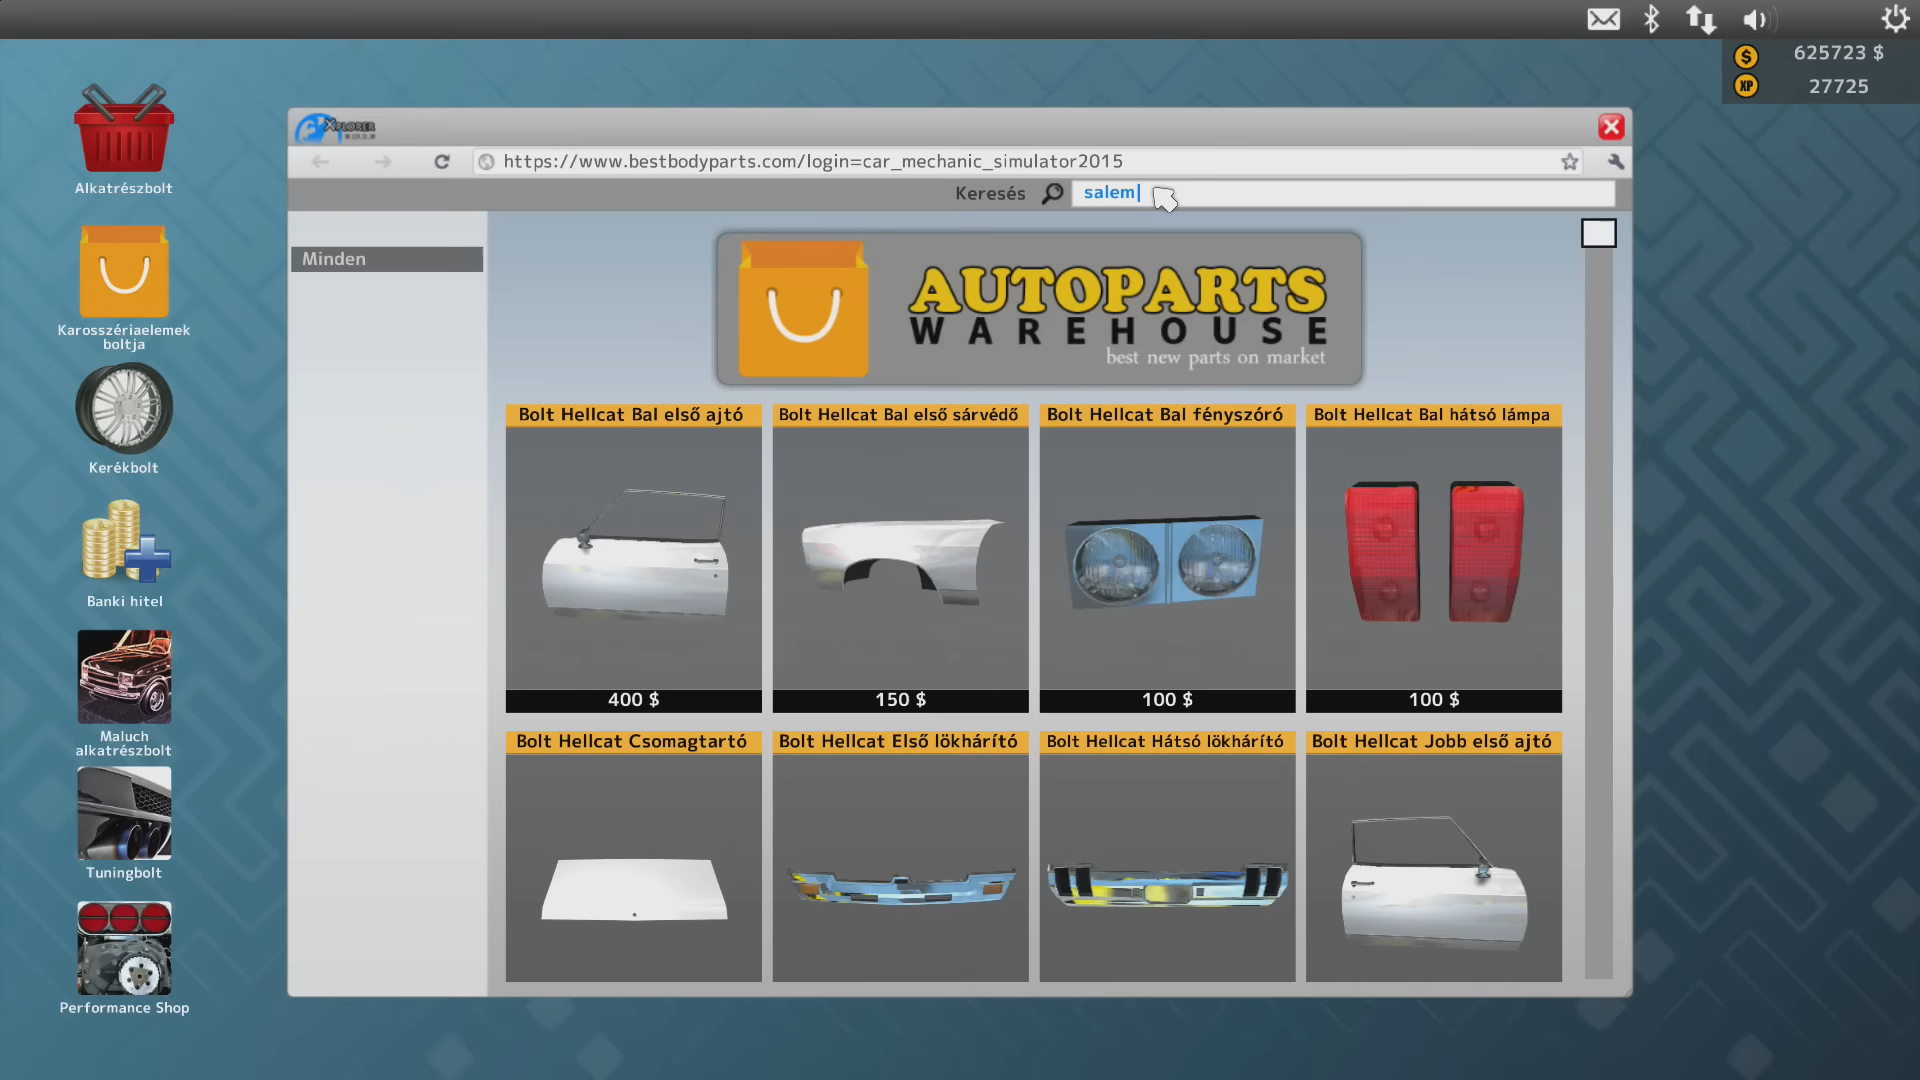 625723 $
XP 27725
Alkatrészbolt
Karosszériaelemek
boltja
Kerékbolt
Banki hitel
Maluch
alkatrészbolt
Tuningbolt
Performance Shop
XPLORER
https://www.bestbodyparts.com/login=car_mechanic_simulator2015
Keresés salem
Minden
AUTOPARTS
WAREHOUSE
best new parts on market
Bolt Hellcat Bal első ajtó
400 $
Bolt Hellcat Bal első sárvédő
150 $
Bolt Hellcat Bal fényszóró
100 $
Bolt Hellcat Bal hátsó lámpa
100 $
Bolt Hellcat Csomagtartó
Bolt Hellcat Első lökhárító
Bolt Hellcat Hátsó lökhárító
Bolt Hellcat Jobb első ajtó